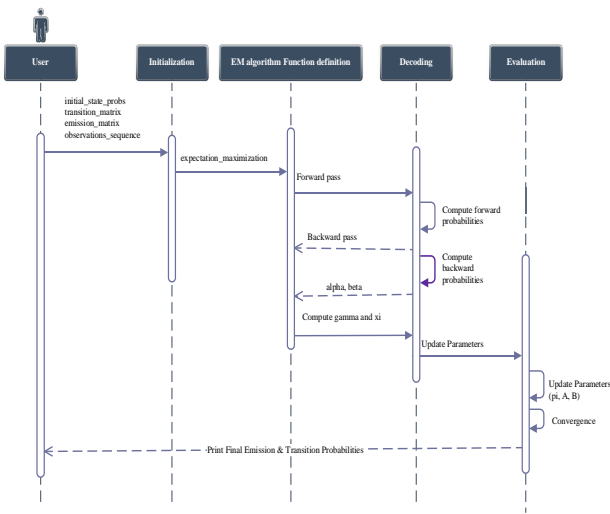 User
Initialization
EM algorithm Function definition
Decoding
Evaluation
initial_state_probs
transition_matrix
emission_matrix
observations_sequence
expectation_maximization
Forward pass
Compute forward
probabilities
Backward pass
Compute
backward
probabilities
alpha, beta
Compute gamma and xi
Update Parameters
Update Parameters
(pi, A, B)
Convergence
Print Final Emission & Transition Probabilities